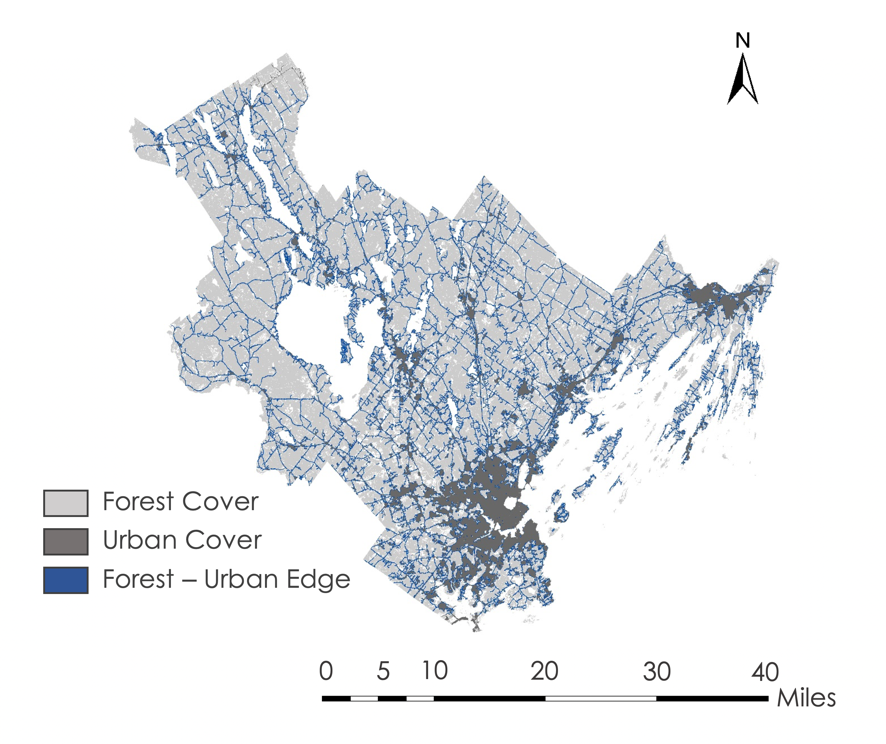 N
Forest Cover
Urban Cover
Forest – Urban Edge
0 5 10 20 30 40
Miles